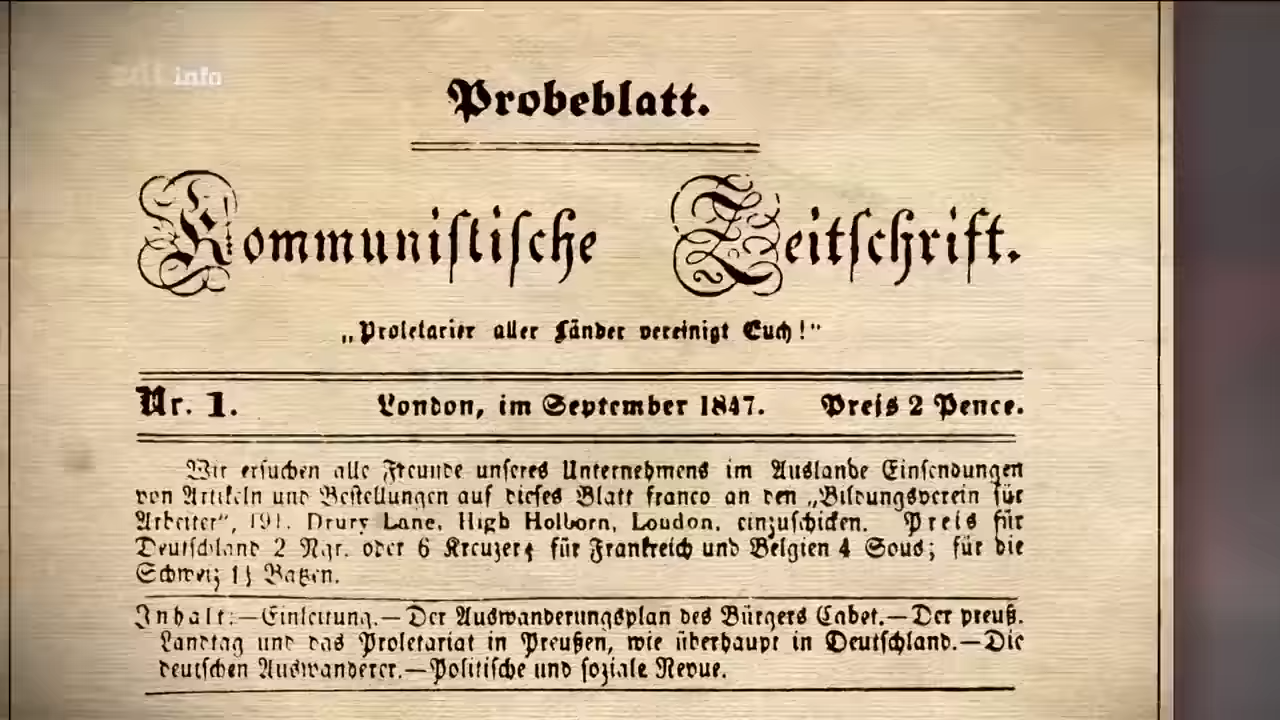 zdf.info
Probeblatt.
Kommunistische Zeitschrift.
„Proletarier aller Länder vereinigt Euch!“
Nr. 1. London, im September 1847. Preis 2 Pence.
Wir ersuchen alle Freunde unseres Unternehmens im Auslande Einsendungen
von Artikeln und Bestellungen auf dieses Blatt franco an den „Bildungsverein für
Arbeiter“, 191. Drury Lane, High Holborn, London, einzuschicken. Preis für
Deutschland 2 Ngr. oder 6 Kreuzer; für Frankreich und Belgien 4 Sous; für die
Schweiz Batzen.
Inhalt:—Einleitung.—Der Auswanderungsplan des Bürgers Cabet.—Der preuß.
Landtag und das Proletariat in Preußen, wie überhaupt in Deutschland.—Die
deutschen Auswanderer.—Politische und soziale Revue.